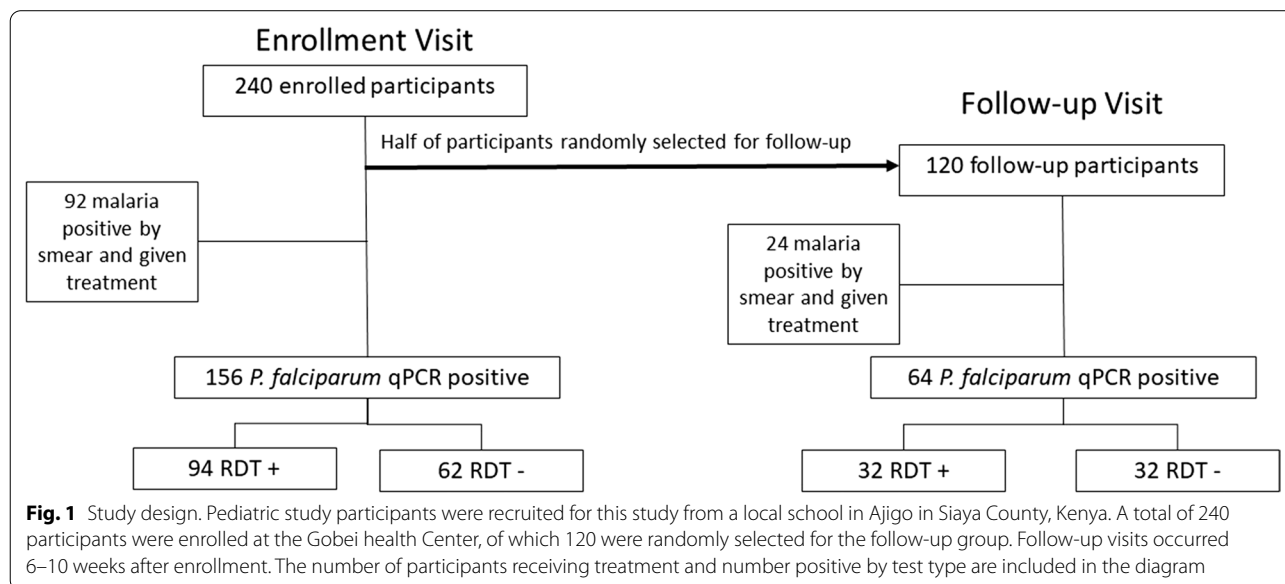 Enrollment Visit
240 enrolled participants
Half of participants randomly selected for follow-up
Follow-up Visit
120 follow-up participants
92 malaria
positive by
smear and given
treatment
24 malaria
positive by
smear and given
treatment
156 P. falciparum qPCR positive
64 P. falciparum qPCR positive
94 RDT +
62 RDT -
32 RDT +
32 RDT -
Fig. 1 Study design. Pediatric study participants were recruited for this study from a local school in Ajigo in Siaya County, Kenya. A total of 240
participants were enrolled at the Gobei health Center, of which 120 were randomly selected for the follow-up group. Follow-up visits occurred
6–10 weeks after enrollment. The number of participants receiving treatment and number positive by test type are included in the diagram